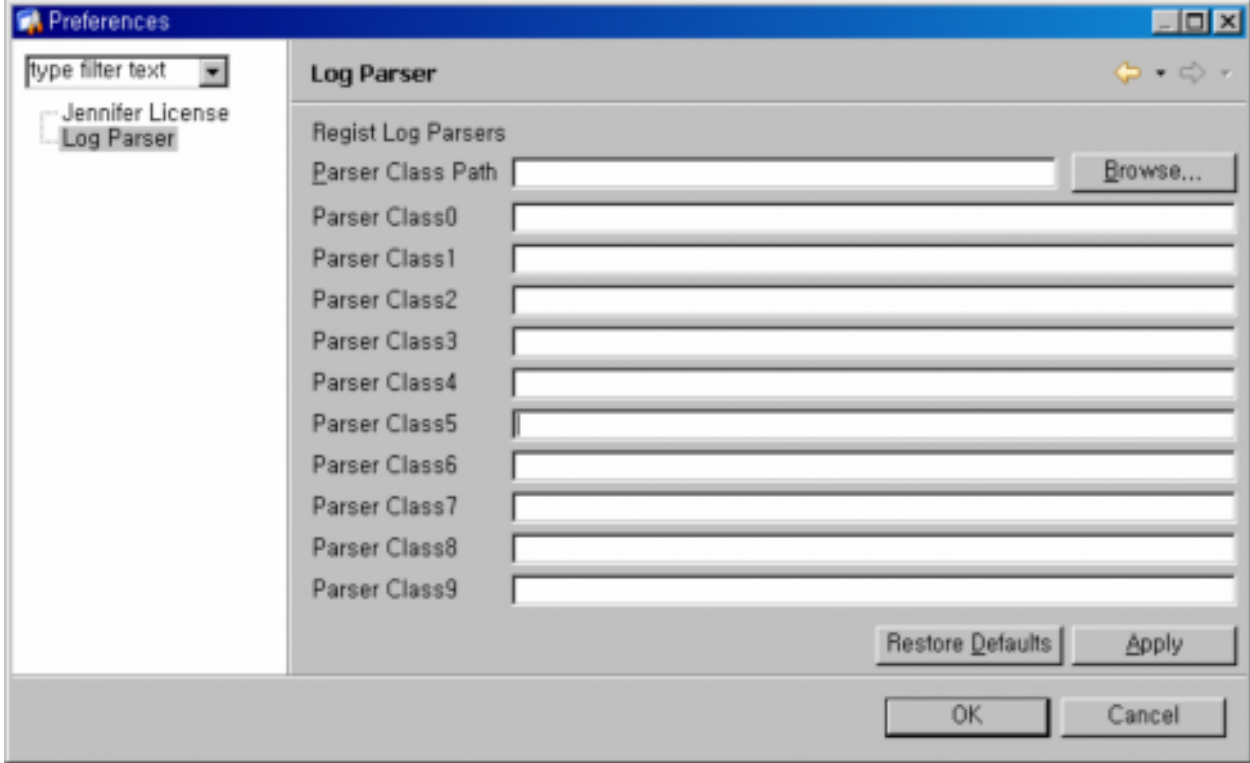 Preferences
type filter text
Jennifer License
Log Parser
Log Parser
Regist Log Parsers
Parser Class Path
Browse...
Parser Class0
Parser Class1
Parser Class2
Parser Class3
Parser Class4
Parser Class5
Parser Class6
Parser Class7
Parser Class8
Parser Class9
Restore Defaults
Apply
OK
Cancel